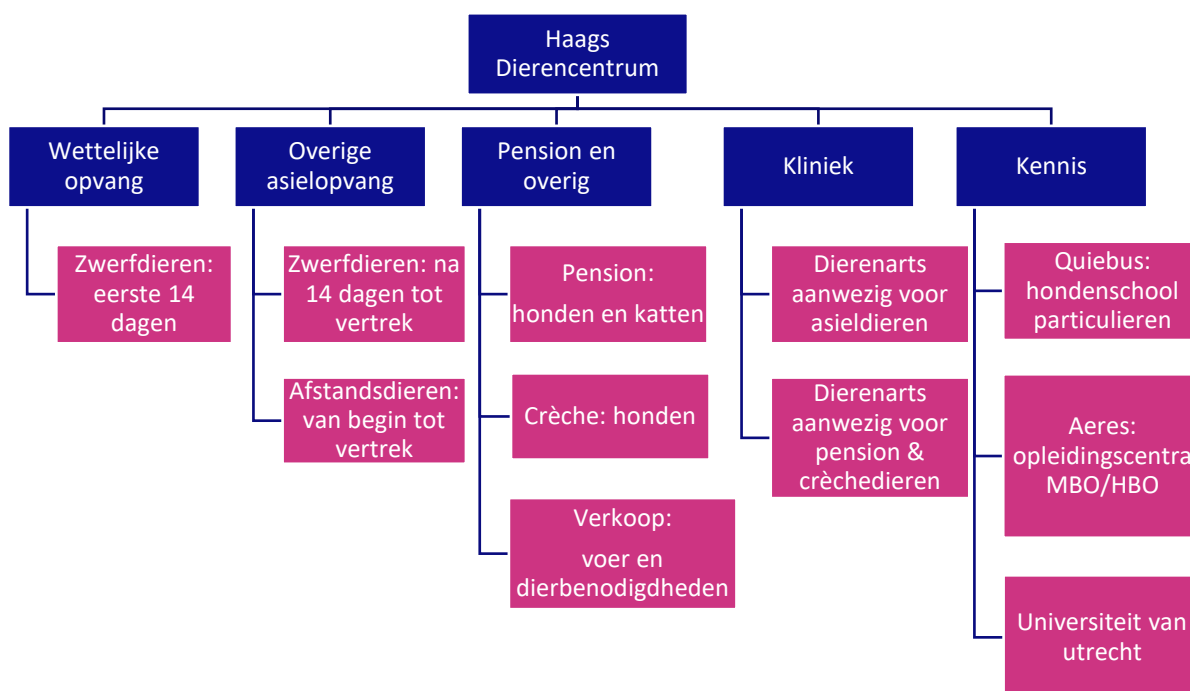 Haags
Dierencentrum
Wettelijke
opvang
Zwerfdieren:
eerste 14
dagen
Overige
asielopvang
Zwerfdieren: na
14 dagen tot
vertrek
Afstandsdieren:
van begin tot
vertrek
Pension en
overig
Pension:
honden en katten
Crèche: honden
Verkoop:
voer en
dierbenodigdheden
Kliniek
Dierenarts
aanwezig voor
asieldieren
Dierenarts
aanwezig voor
pension &
crèchedieren
Kennis
Quiebus:
hondenschool
particulieren
Aeres:
opleidingscentra
MBO/HBO
Universiteit van
utrecht